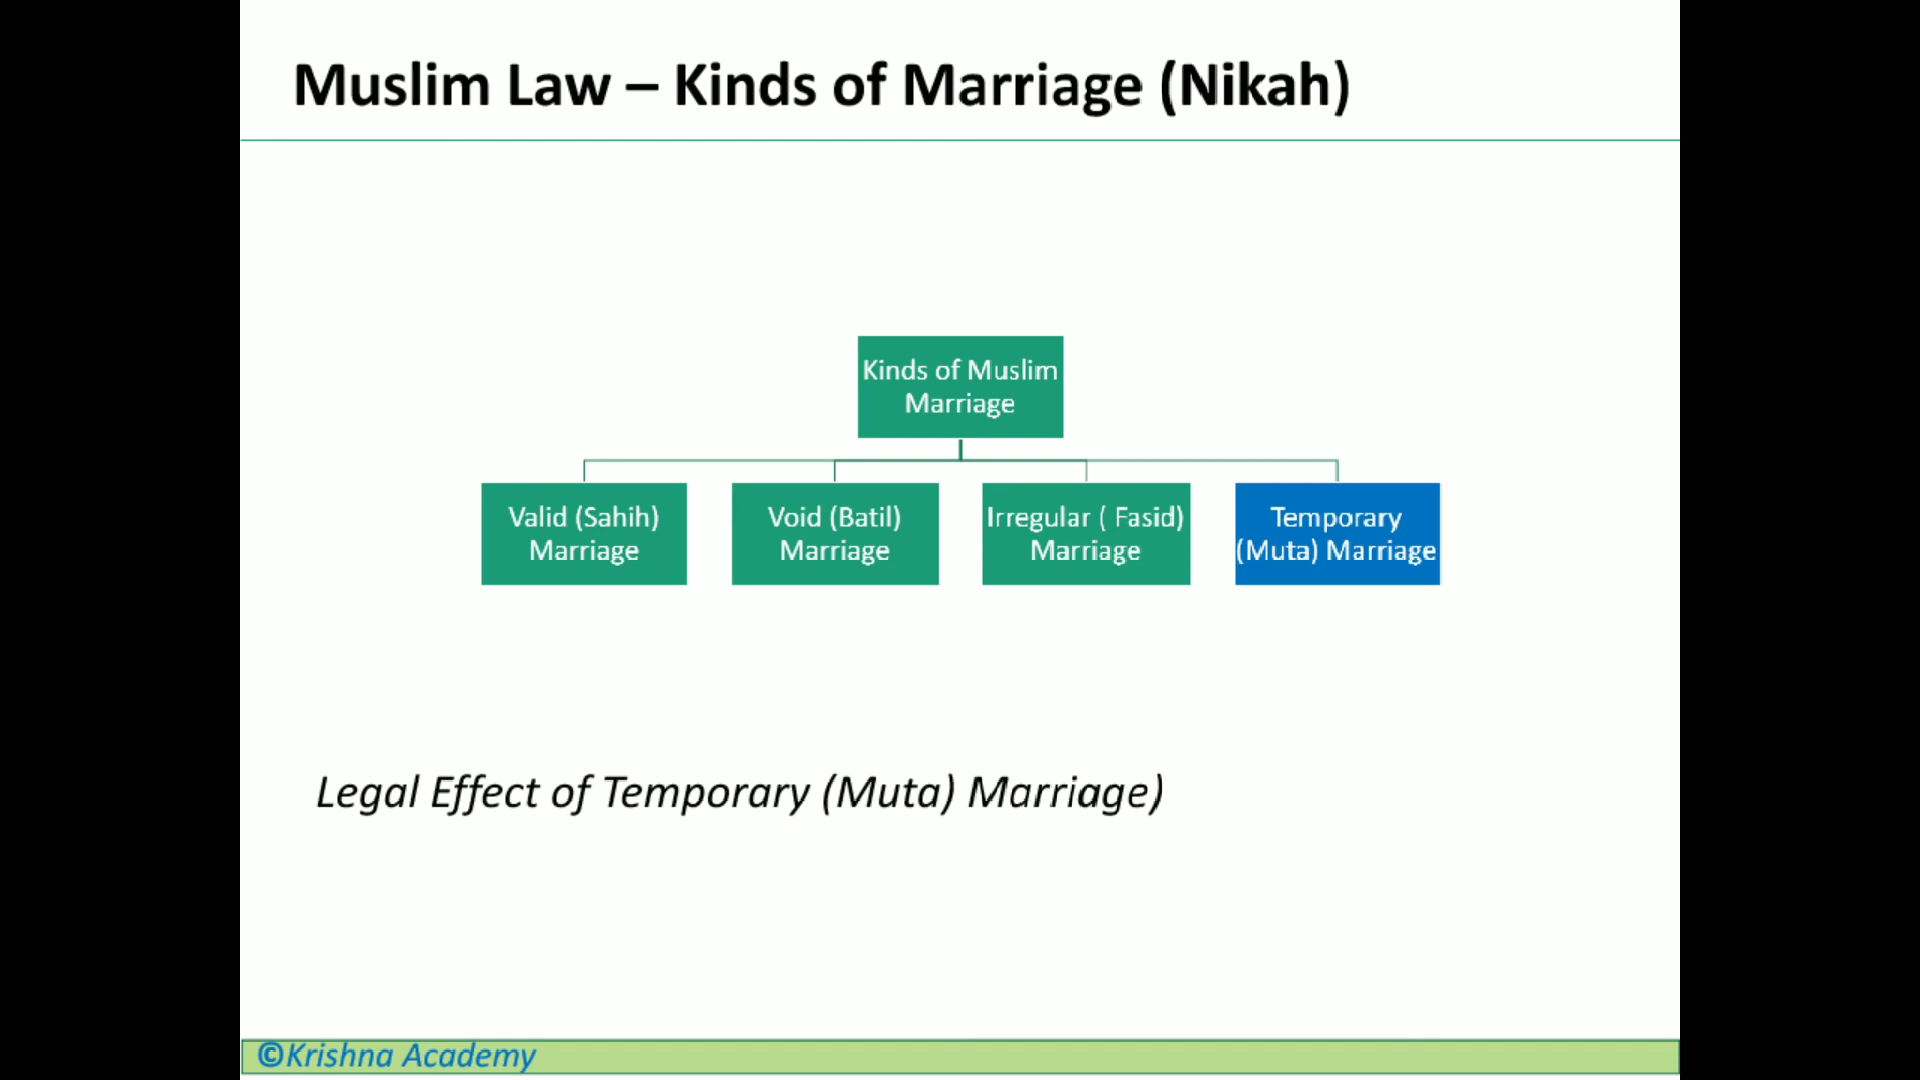 Muslim Law – Kinds of Marriage (Nikah)
Kinds of Muslim
Marriage
Valid (Sahih)
Marriage
Void (Batil)
Marriage
Irregular ( Fasid)
Marriage
Temporary
(Muta) Marriage
Legal Effect of Temporary (Muta) Marriage)
©Krishna Academy